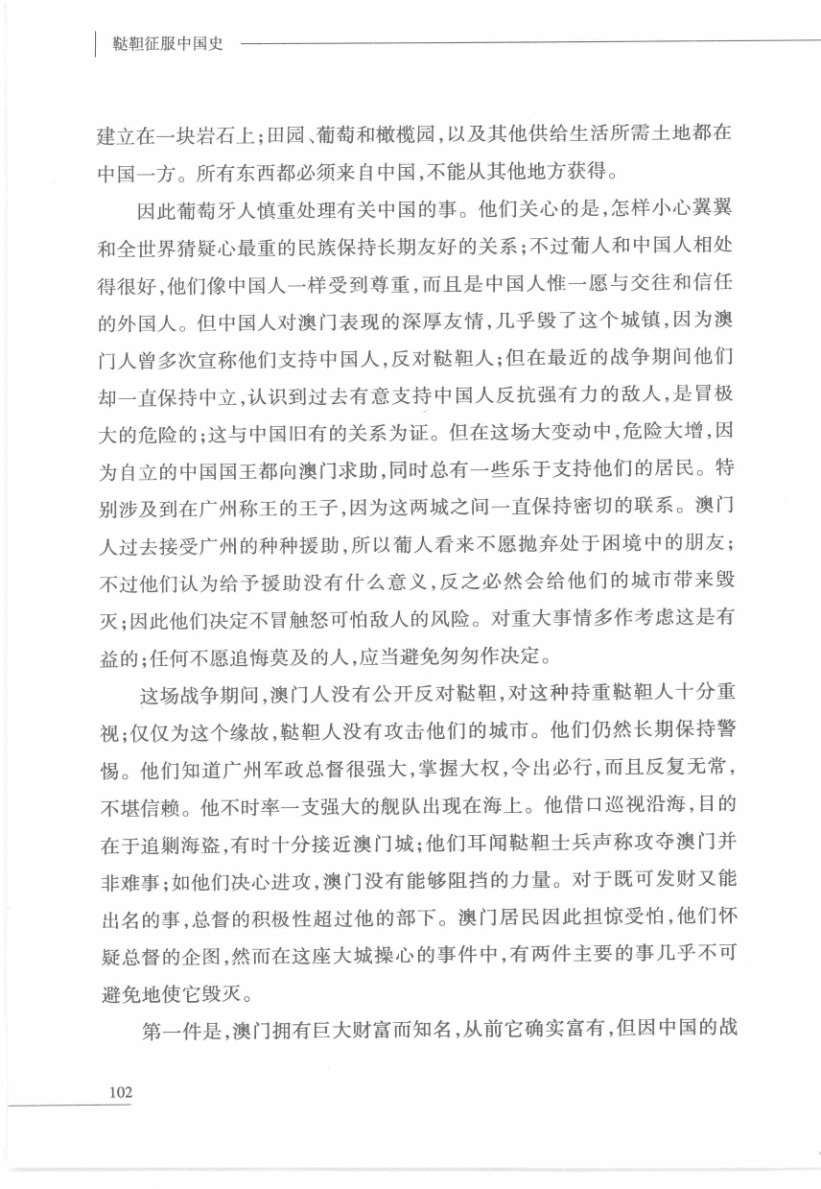 鞑靼征服中国史
建立在一块岩石上;田园、葡萄和橄榄园,以及其他供给生活所需土地都在
中国一方。所有东西都必须来自中国,不能从其他地方获得。
因此葡萄牙人慎重处理有关中国的事。他们关心的是,怎样小心翼翼
和全世界猜疑心最重的民族保持长期友好的关系;不过葡人和中国人相处
得很好,他们像中国人一样受到尊重,而且是中国人惟一愿与交往和信任
的外国人。但中国人对澳门表现的深厚友情,几乎毁了这个城镇,因为澳
门人曾多次宣称他们支持中国人,反对鞑靼人;但在最近的战争期间他们
却一直保持中立,认识到过去有意支持中国人反抗强有力的敌人,是冒极
大的危险的;这与中国旧有的关系为证。但在这场大变动中,危险大增,因
为自立的中国国王都向澳门求助,同时总有一些乐于支持他们的居民。特
别涉及到在广州称王的王子,因为这两城之间一直保持密切的联系。澳门
人过去接受广州的种种援助,所以葡人看来不愿抛弃处于困境中的朋友;
不过他们认为给予援助没有什么意义,反之必然会给他们的城市带来毁
灭;因此他们决定不冒触怒可怕敌人的风险。对重大事情多作考虑这是有
益的;任何不愿追悔莫及的人,应当避免匆匆作决定。
这场战争期间,澳门人没有公开反对鞑靼,对这种持重鞑靼人十分重
视;仅仅为这个缘故,鞑靼人没有攻击他们的城市。他们仍然长期保持警
惕。他们知道广州军政总督很强大,掌握大权,令出必行,而且反复无常,
不堪信赖。他不时率一支强大的舰队出现在海上。他借口巡视沿海,目的
在于追剿海盗,有时十分接近澳门城;他们耳闻鞑靼士兵声称攻夺澳门并
非难事;如他们决心进攻,澳门没有能够阻挡的力量。对于既可发财又能
出名的事,总督的积极性超过他的部下。澳门居民因此担惊受怕,他们怀
疑总督的企图,然而在这座大城操心的事件中,有两件主要的事几乎不可
避免地使它毁灭。
第一件是,澳门拥有巨大财富而知名,从前它确实富有,但因中国的战
102